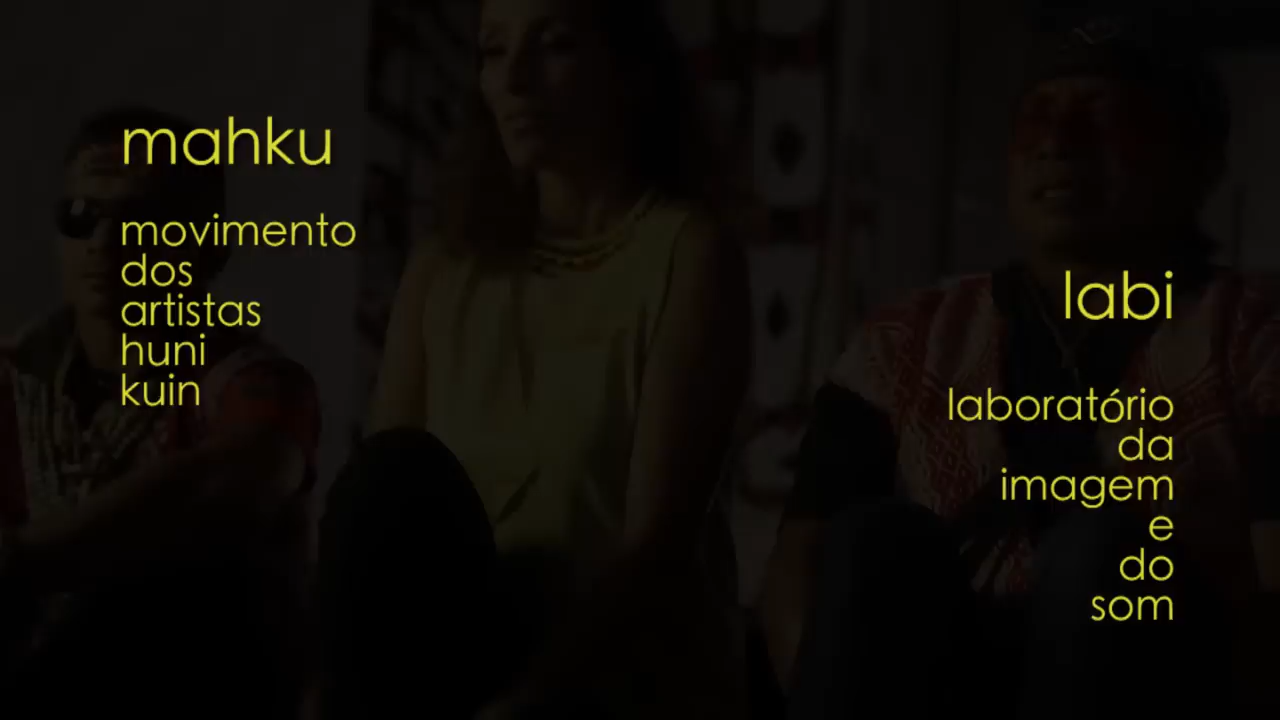 mahku
movimento
dos
artistas
huni
kuin
labi
laboratório
da
imagem
e
do
som